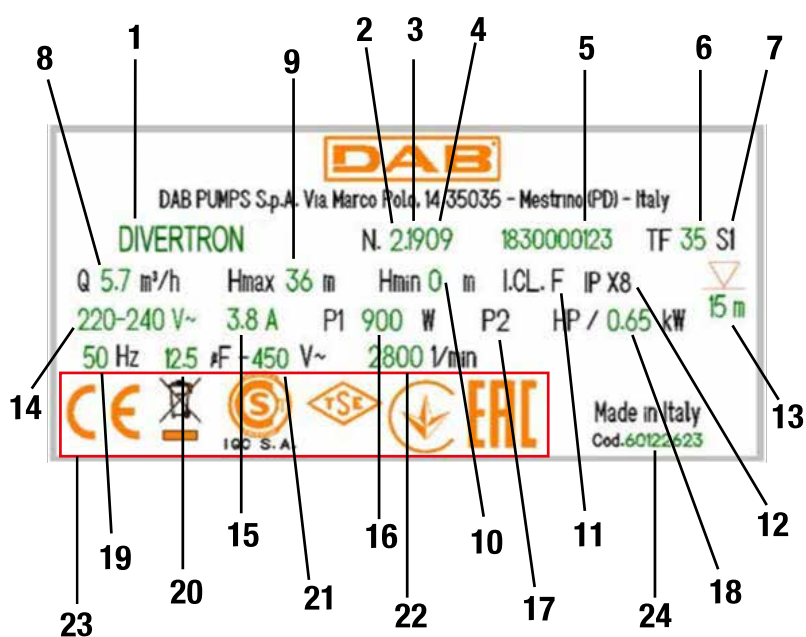 1 2 3 4 5 6 7
8 9
DAB
DAB PUMPS S.p.A. Via Marco Polo, 14 35035 - Mestrino (PD) - Italy
DIVERTRON N. 2.1909 1830000123 TF 35 S1
Q 5.7 m³/h Hmax 36 m Hmin 0 m I.CL. F IP X8
220-240 V~ 3.8 A P1 900 W P2 HP / 0.65 kW 15 m
50 Hz 12.5 µF -450 V~ 2800 1/min
CE S TSE EAC
IQC S.A.
Made in Italy
Cod.60122623
14 13
15 16 10 11 12
19 20 21 22 17 18
23 24